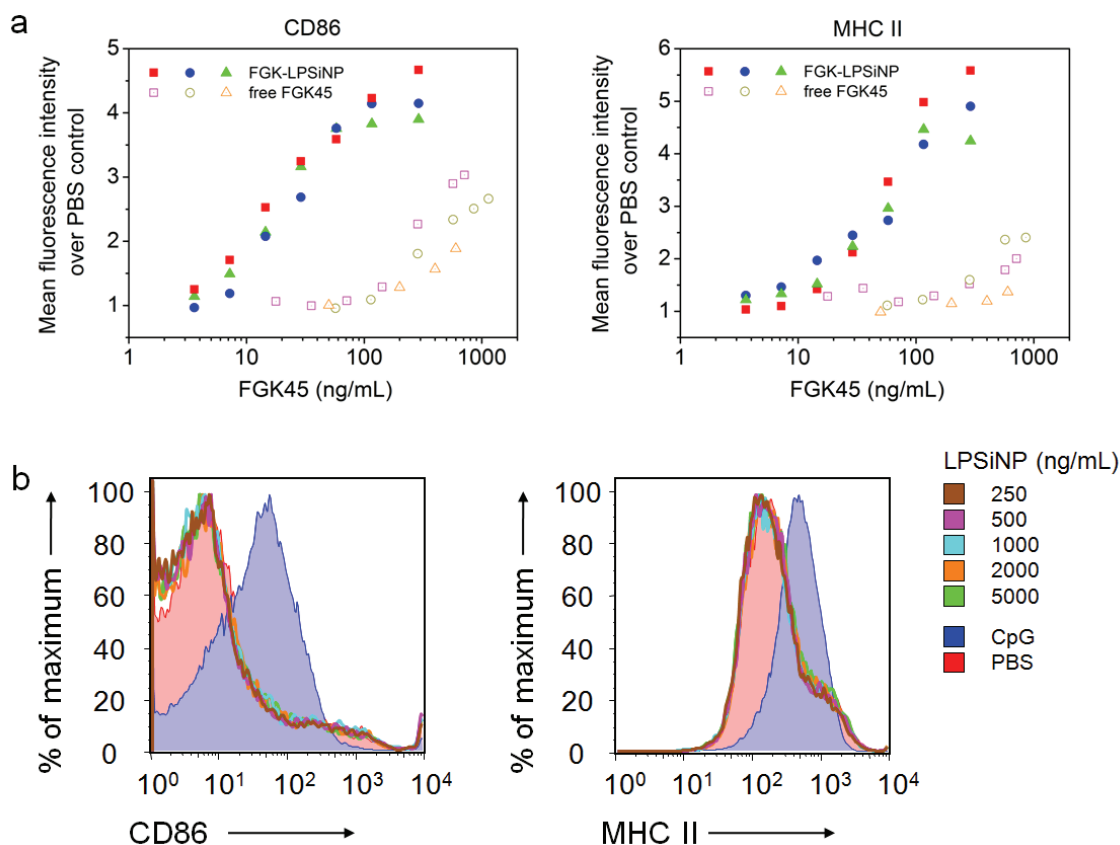 a
CD86
Mean fluorescence intensity
over PBS control
5
4
3
2
1
FGK-LPSiNP
free FGK45
1 10 100 1000
FGK45 (ng/mL)
MHC II
Mean fluorescence intensity
over PBS control
6
5
4
3
2
1
FGK-LPSiNP
free FGK45
1 10 100 1000
FGK45 (ng/mL)
b
% of maximum
100
80
60
40
20
0
10⁰ 10¹ 10² 10³ 10⁴
CD86
% of maximum
100
80
60
40
20
0
10⁰ 10² 10³ 10⁴
MHC II
LPSiNP (ng/mL)
250
500
1000
2000
5000
CpG
PBS